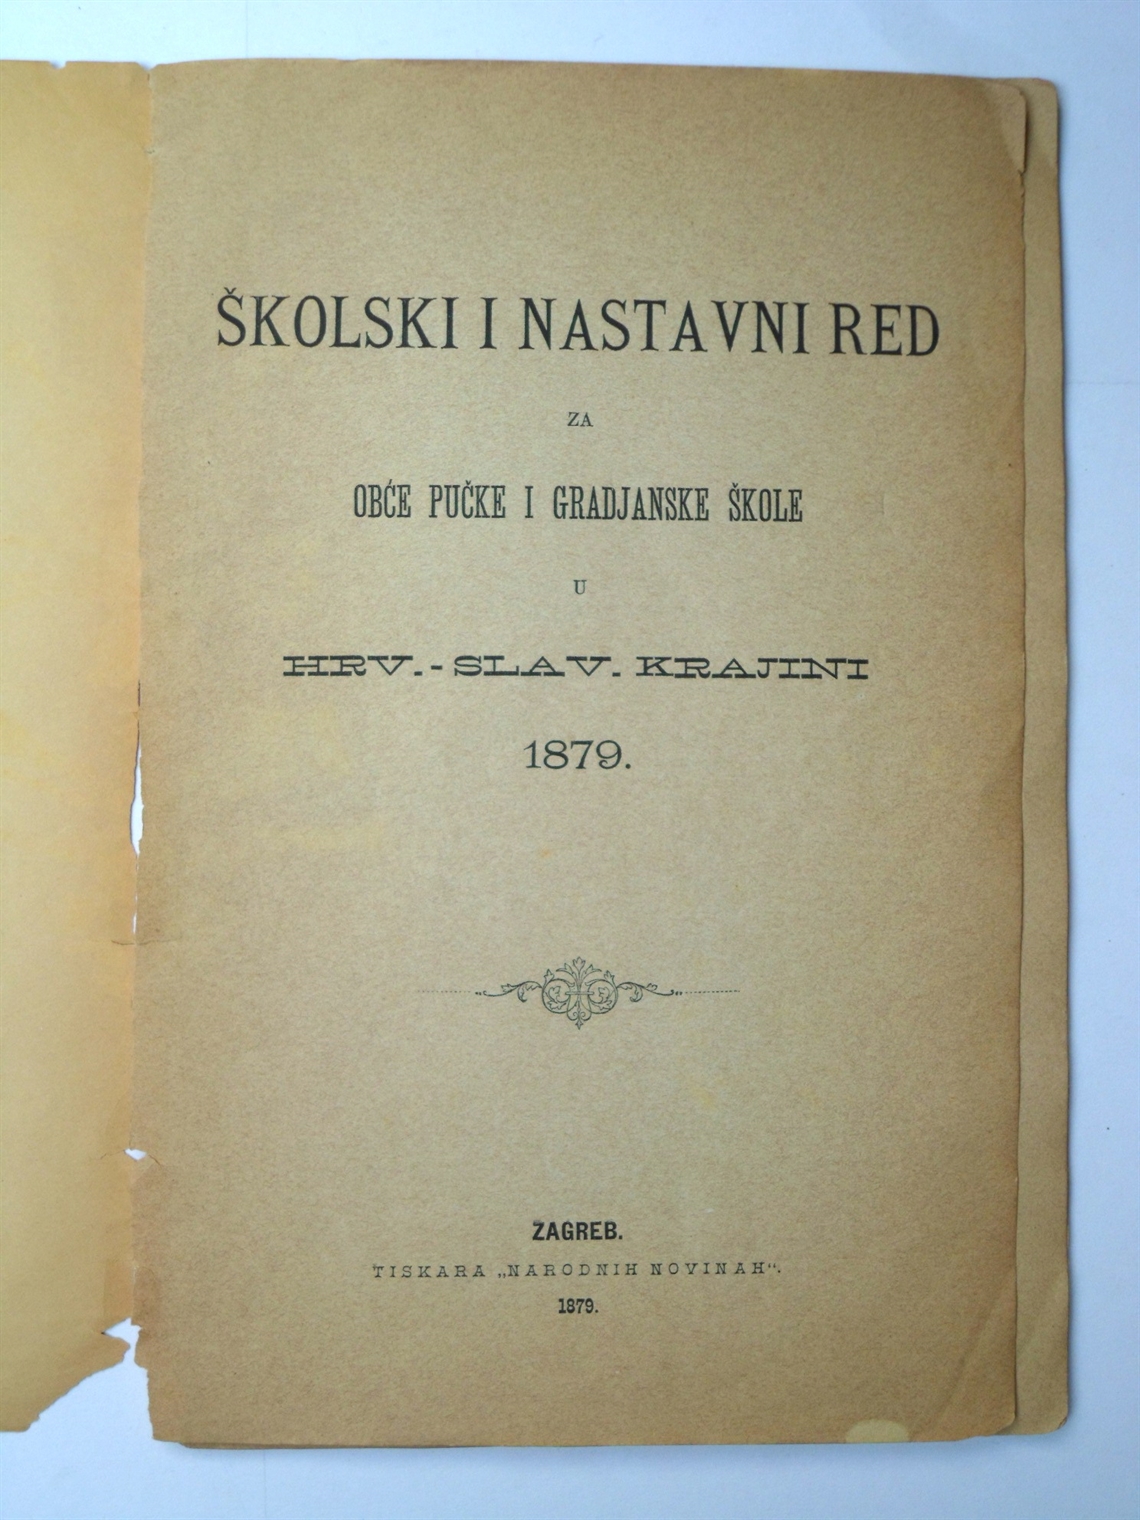 ŠKOLSKI I NASTAVNI RED
ZA
OBĆE PUČKE I GRADJANSKE ŠKOLE
U
HRV.-SLAV. KRAJINI
1879.
ZAGREB.
TISKARA „NARODNIH NOVINAH“.
1879.